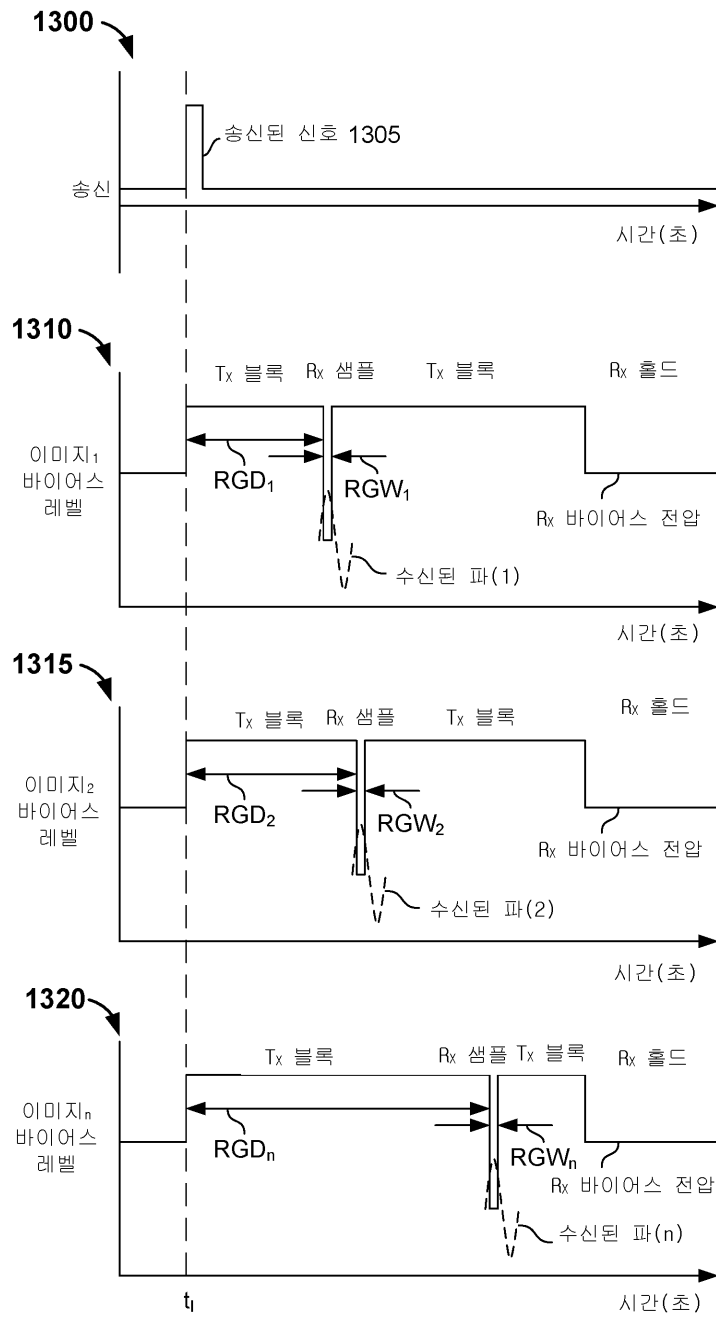 1300
송신된 신호 1305
송신
시간(초)
1310
Tx 블록
Rx 샘플
Tx 블록
Rx 홀드
이미지1
바이어스
레벨
RGD1
RGW1
Rx 바이어스 전압
수신된 파(1)
시간(초)
1315
Tx 블록
Rx 샘플
Tx 블록
Rx 홀드
이미지2
바이어스
레벨
RGD2
RGW2
Rx 바이어스 전압
수신된 파(2)
시간(초)
1320
Tx 블록
Rx 샘플
Tx 블록
Rx 홀드
이미지n
바이어스
레벨
RGDn
RGWn
Rx 바이어스 전압
수신된 파(n)
tI
시간(초)